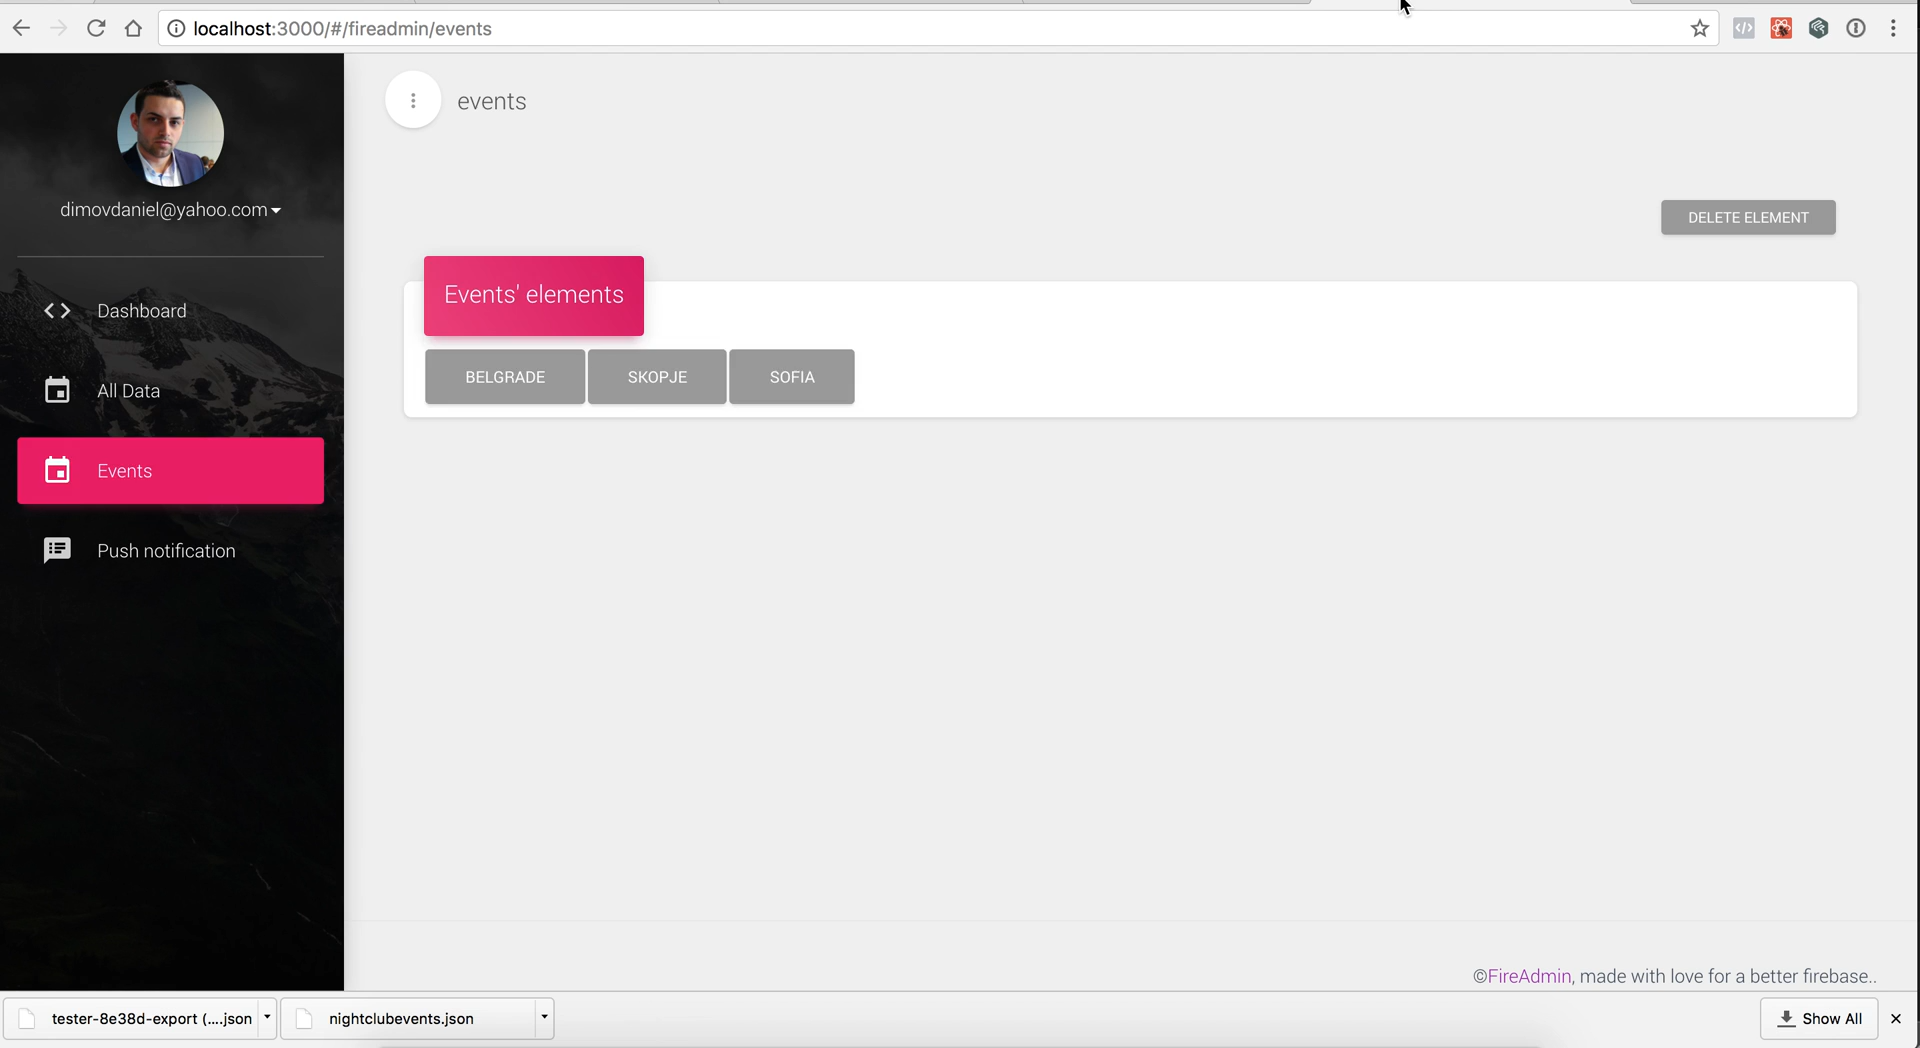 localhost:3000/#/fireadmin/events
dimovdaniel@yahoo.com
Dashboard
All Data
Events
Push notification
events
DELETE ELEMENT
Events' elements
BELGRADE
SKOPJE
SOFIA
©FireAdmin, made with love for a better firebase..
tester-8e38d-export (....json
nightclubevents.json
Show All